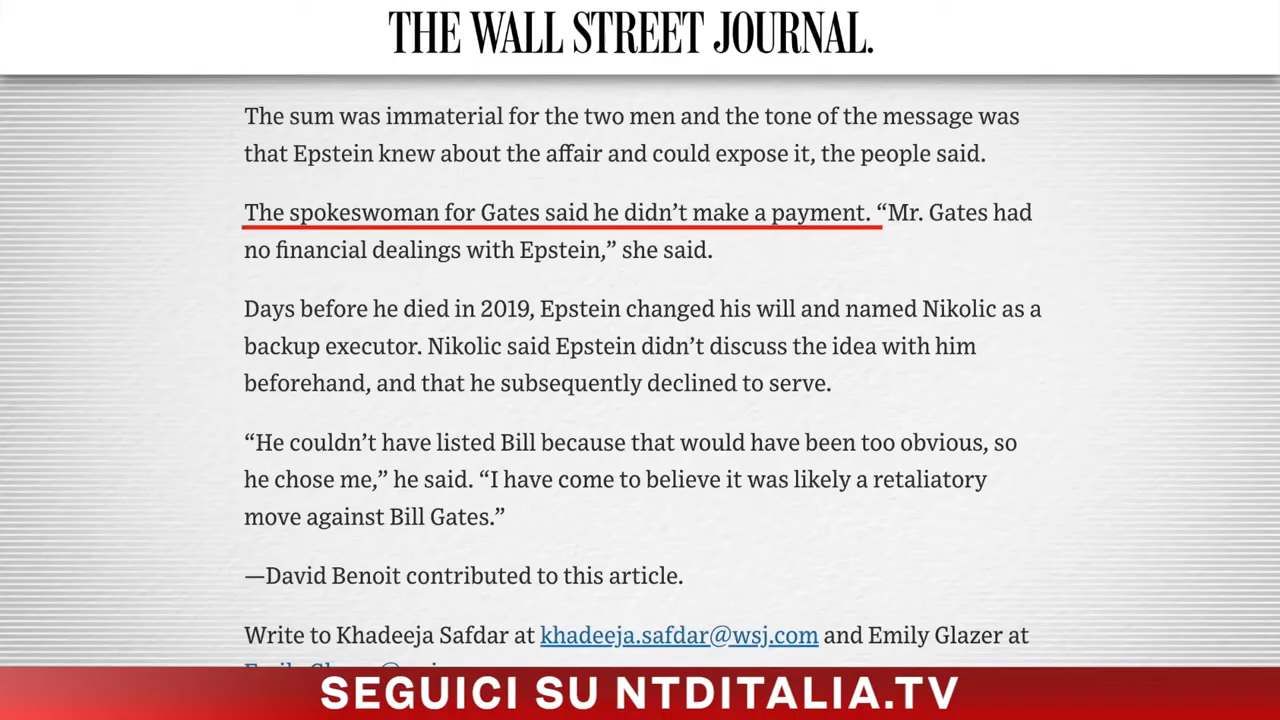 THE WALL STREET JOURNAL.
The sum was immaterial for the two men and the tone of the message was
that Epstein knew about the affair and could expose it, the people said.
The spokeswoman for Gates said he didn’t make a payment. “Mr. Gates had
no financial dealings with Epstein,” she said.
Days before he died in 2019, Epstein changed his will and named Nikolic as a
backup executor. Nikolic said Epstein didn’t discuss the idea with him
beforehand, and that he subsequently declined to serve.
“He couldn’t have listed Bill because that would have been too obvious, so
he chose me,” he said. “I have come to believe it was likely a retaliatory
move against Bill Gates.”
—David Benoit contributed to this article.
Write to Khadeeja Safdar at khadeeja.safdar@wsj.com and Emily Glazer at
SEGUICI SU NTDITALIA.TV